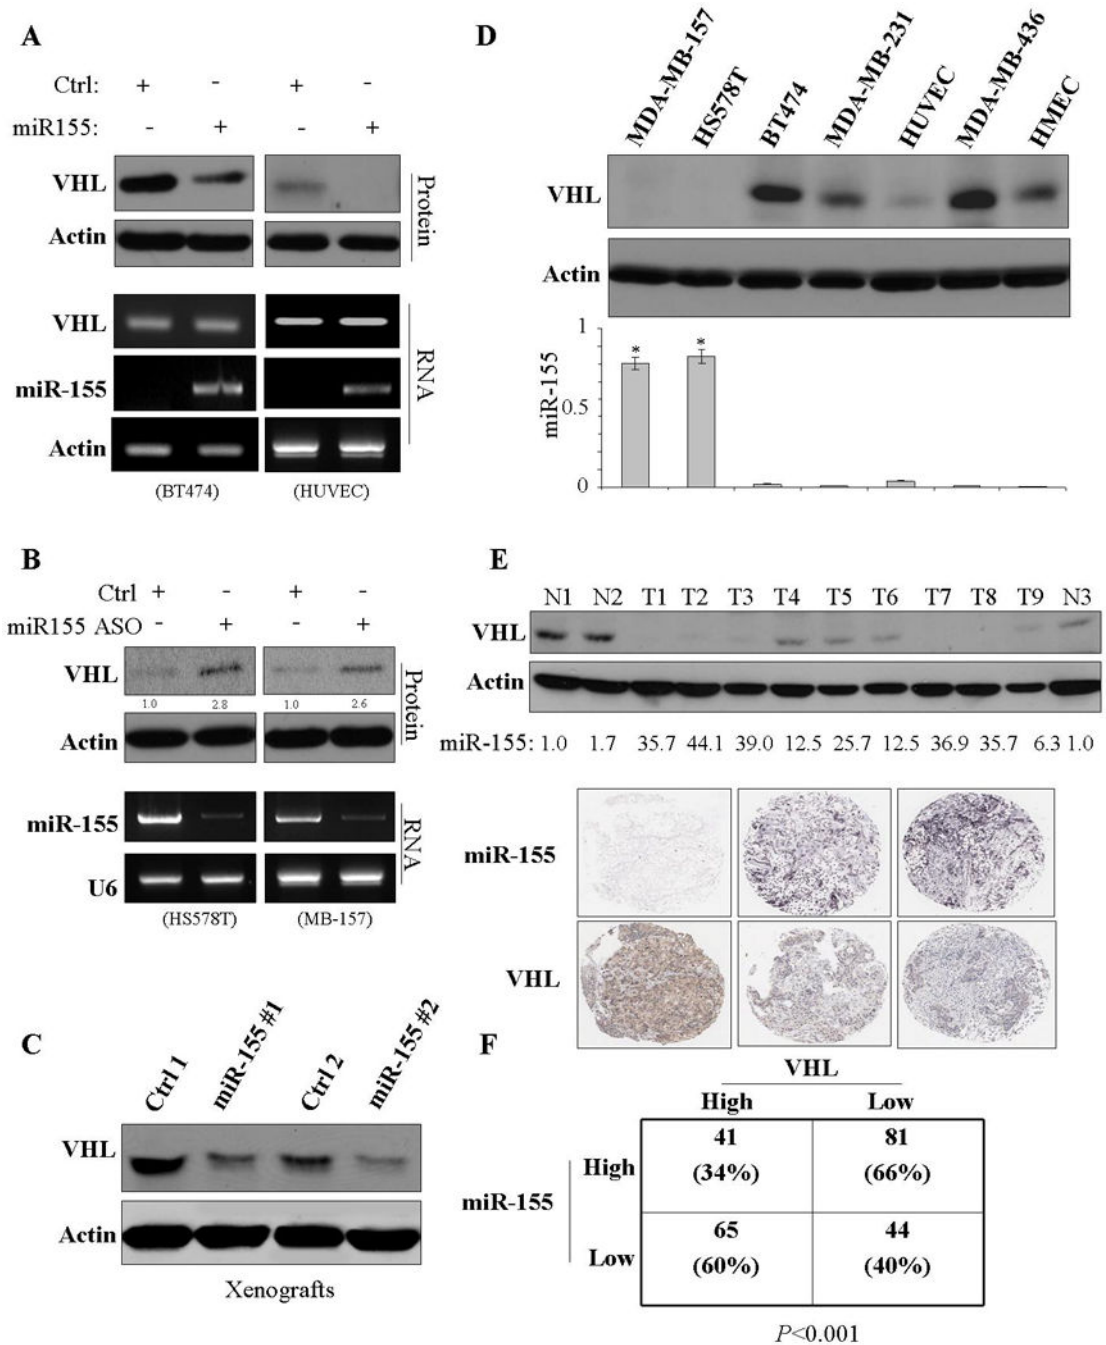 A
Ctrl: + - + -
miR155: - + - +
VHL
Actin
Protein
VHL
miR-155
Actin
RNA
(BT474) (HUVEC)
B
Ctrl + - + -
miR155 ASO - + - +
VHL
1.0 2.8 1.0 2.6
Actin
Protein
miR-155
U6
RNA
(HS578T) (MB-157)
C
Ctrl 1 miR-155 #1 Ctrl 2 miR-155 #2
VHL
Actin
Xenografts
D
MDA-MB-157 HS578T BT474 MDA-MB-231 HUVEC MDA-MB-436 HMEC
VHL
Actin
1
0.5
0
miR-155
* *
E
N1 N2 T1 T2 T3 T4 T5 T6 T7 T8 T9 N3
VHL
Actin
miR-155: 1.0 1.7 35.7 44.1 39.0 12.5 25.7 12.5 36.9 35.7 6.3 1.0
miR-155
VHL
F
VHL
High Low
miR-155
High 41 81
(34%) (66%)
Low 65 44
(60%) (40%)
P<0.001